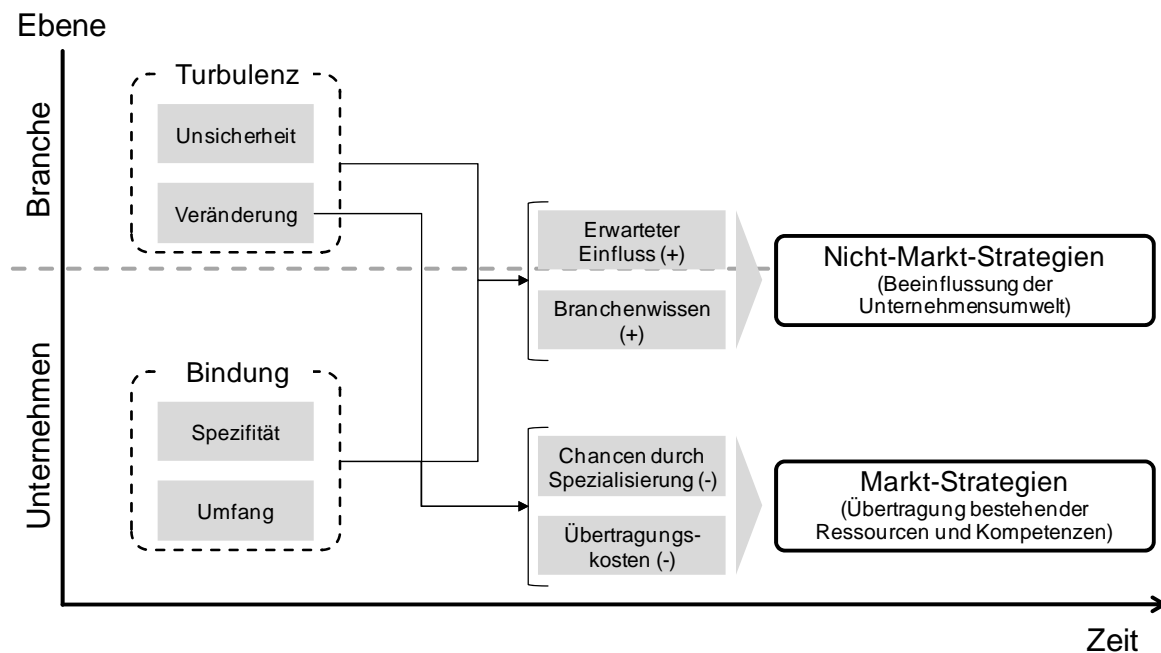 Ebene
Branche
Turbulenz
Unsicherheit
Veränderung
Erwarteter
Einfluss (+)
Branchenwissen
(+)
Nicht-Markt-Strategien
(Beeinflussung der
Unternehmensumwelt)
Unternehmen
Bindung
Spezifität
Umfang
Chancen durch
Spezialisierung (-)
Übertragungs-
kosten (-)
Markt-Strategien
(Übertragung bestehender
Ressourcen und Kompetenzen)
Zeit